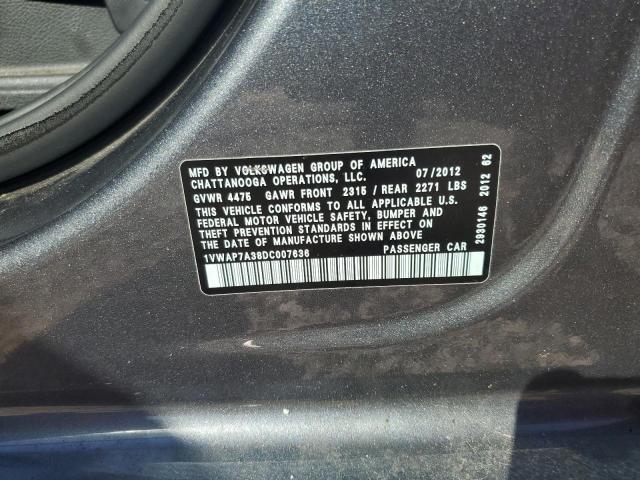 MFD BY VOLKSWAGEN GROUP OF AMERICA
CHATTANOOGA OPERATIONS, LLC. 07/2012
GVWR 4475 GAWR FRONT 2315 / REAR 2271 LBS
THIS VEHICLE CONFORMS TO ALL APPLICABLE U.S.
FEDERAL MOTOR VEHICLE SAFETY, BUMPER AND
THEFT PREVENTION STANDARDS IN EFFECT ON THE
DATE OF MANUFACTURE SHOWN ABOVE.
1VWAP7A38DC007636 PASSENGER CAR
2930146 2012 62